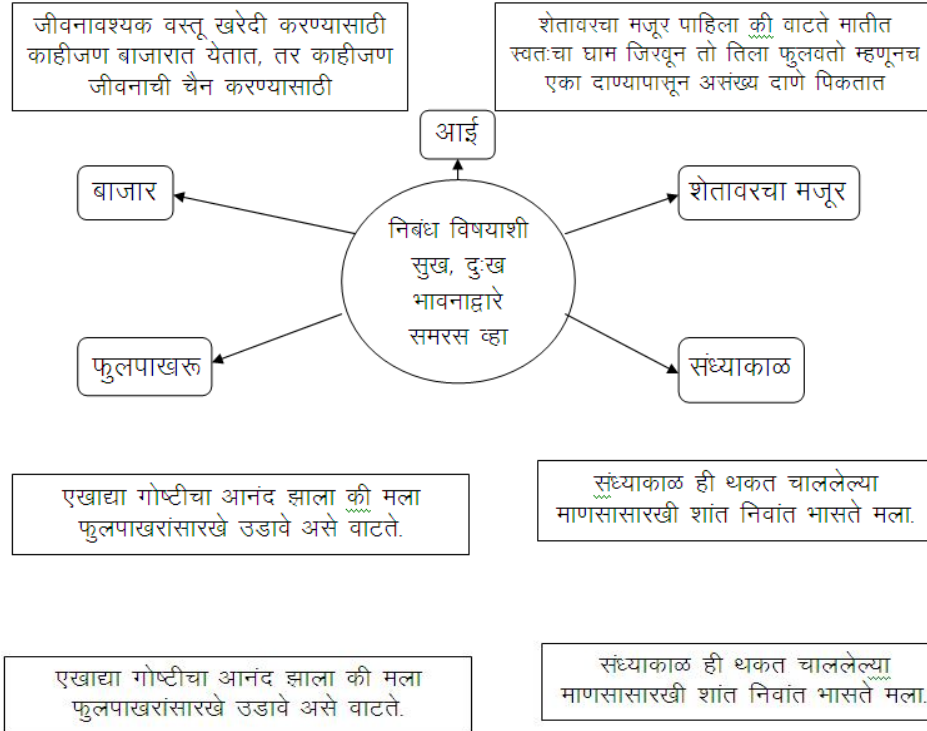 जीवनावश्यक वस्तू खरेदी करण्यासाठी
काहीजण बाजारात येतात, तर काहीजण
जीवनाची चैन करण्यासाठी
शेतावरचा मजूर पाहिला की वाटते मातीत
स्वतःचा घाम जिरवून तो तिला फुलवतो म्हणूनच
एका दाण्यापासून असंख्य दाणे पिकतात
आई
बाजार
शेतावरचा मजूर
निबंध विषयाशी
सुख, दुःख
भावनाद्वारे
समरस व्हा
फुलपाखरू
संध्याकाळ
एखाद्या गोष्टीचा आनंद झाला की मला
फुलपाखरांसारखे उडावे असे वाटते.
संध्याकाळ ही थकत चाललेल्या
माणसासारखी शांत निवांत भासते मला.
एखाद्या गोष्टीचा आनंद झाला की मला
फुलपाखरांसारखे उडावे असे वाटते.
संध्याकाळ ही थकत चाललेल्या
माणसासारखी शांत निवांत भासते मला.